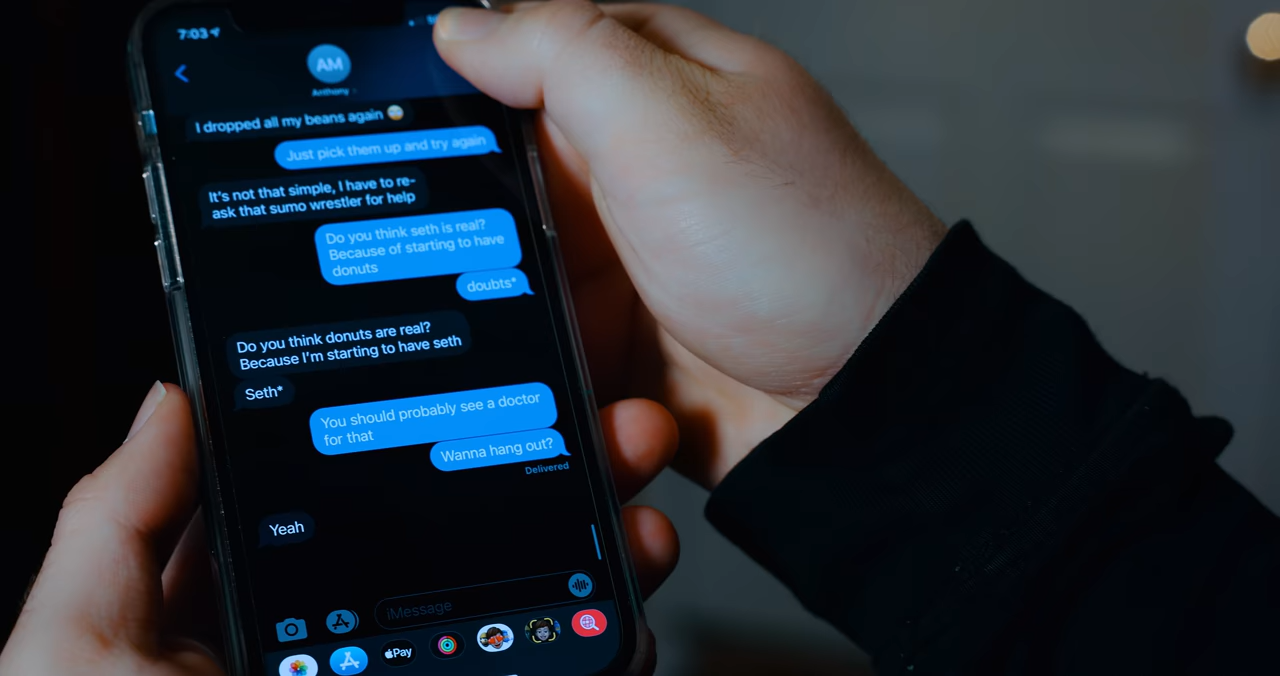 7:03
AM
Anthony
I dropped all my beans again
Just pick them up and try again
It's not that simple, I have to re-
ask that sumo wrestler for help
Do you think seth is real?
Because of starting to have
donuts
doubts*
Do you think donuts are real?
Because I'm starting to have seth
Seth*
You should probably see a doctor
for that
Wanna hang out?
Delivered
Yeah
iMessage
Pay